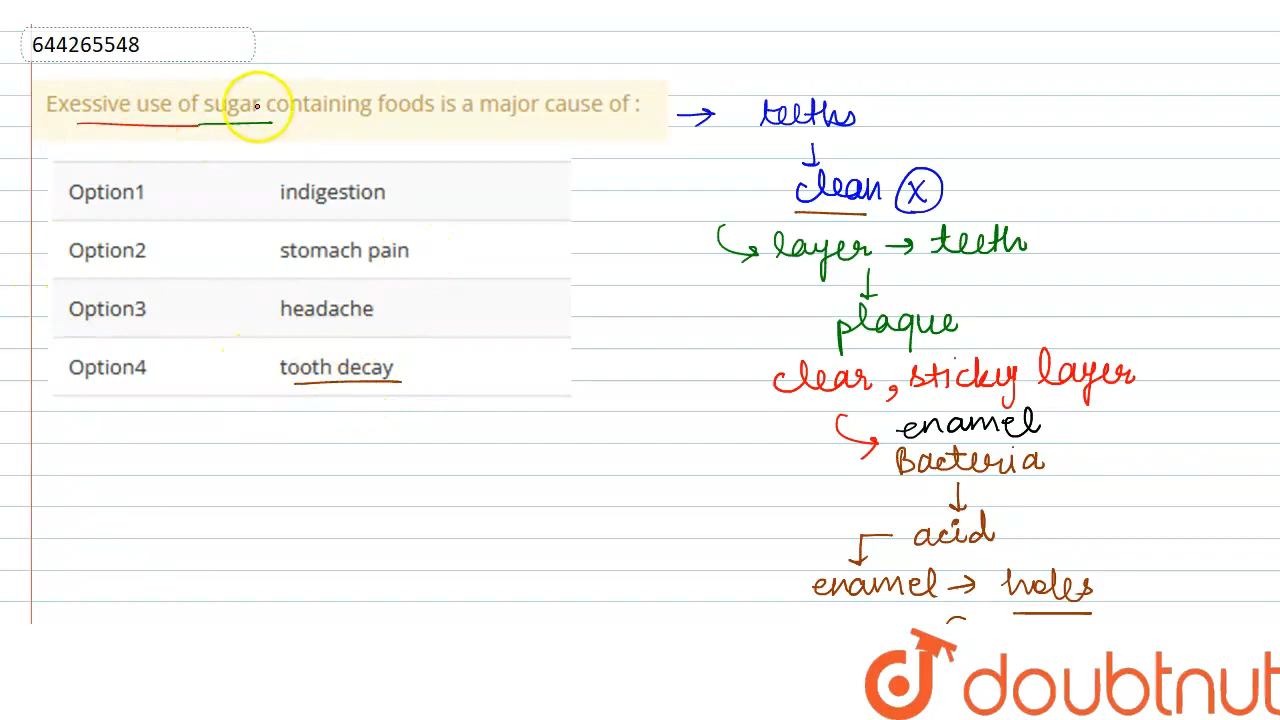 644265548
Exessive use of sugar containing foods is a major cause of :
Option1 indigestion
Option2 stomach pain
Option3 headache
Option4 tooth decay
→ teeths
↓
clean X
↳ layer → teeth
↓
plaque
clear, sticky layer
↳ enamel
Bacteria
↓
acid
↓
enamel → holes
doubtnut